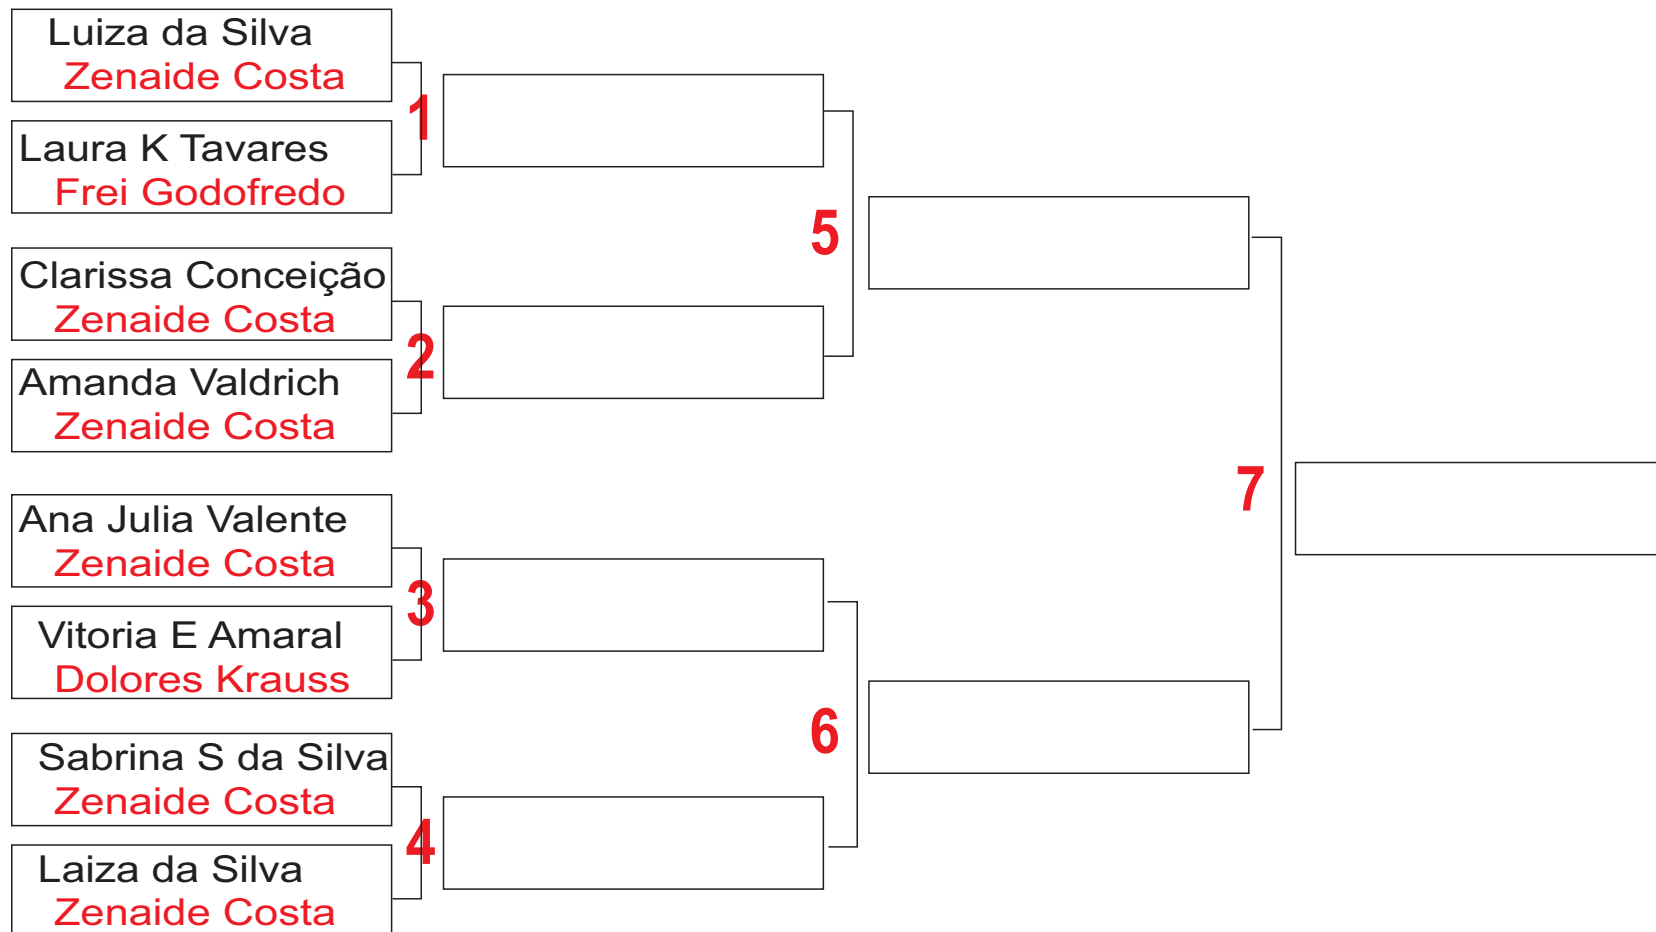 Luiza da Silva
Zenaide Costa
1
Laura K Tavares
Frei Godofredo
5
Clarissa Conceição
Zenaide Costa
2
Amanda Valdrich
Zenaide Costa
7
Ana Julia Valente
Zenaide Costa
3
Vitoria E Amaral
Dolores Krauss
6
Sabrina S da Silva
Zenaide Costa
4
Laiza da Silva
Zenaide Costa